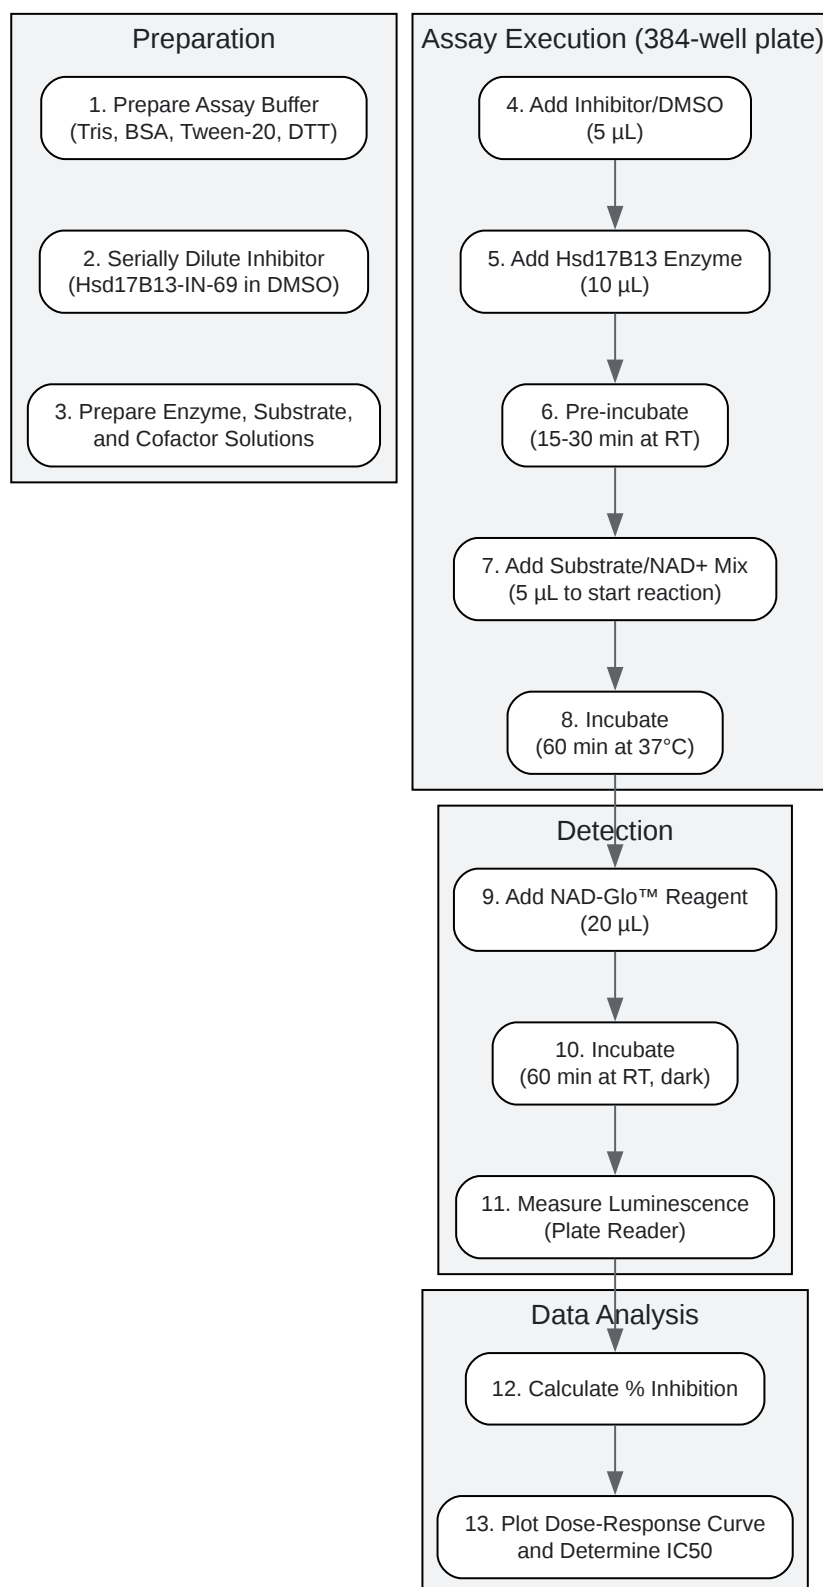 Preparation
1. Prepare Assay Buffer
(Tris, BSA, Tween-20, DTT)
2. Serially Dilute Inhibitor
(Hsd17B13-IN-69 in DMSO)
3. Prepare Enzyme, Substrate,
and Cofactor Solutions
Assay Execution (384-well plate)
4. Add Inhibitor/DMSO
(5 µL)
5. Add Hsd17B13 Enzyme
(10 µL)
6. Pre-incubate
(15-30 min at RT)
7. Add Substrate/NAD+ Mix
(5 µL to start reaction)
8. Incubate
(60 min at 37°C)
Detection
9. Add NAD-Glo™ Reagent
(20 µL)
10. Incubate
(60 min at RT, dark)
11. Measure Luminescence
(Plate Reader)
Data Analysis
12. Calculate % Inhibition
13. Plot Dose-Response Curve
and Determine IC50